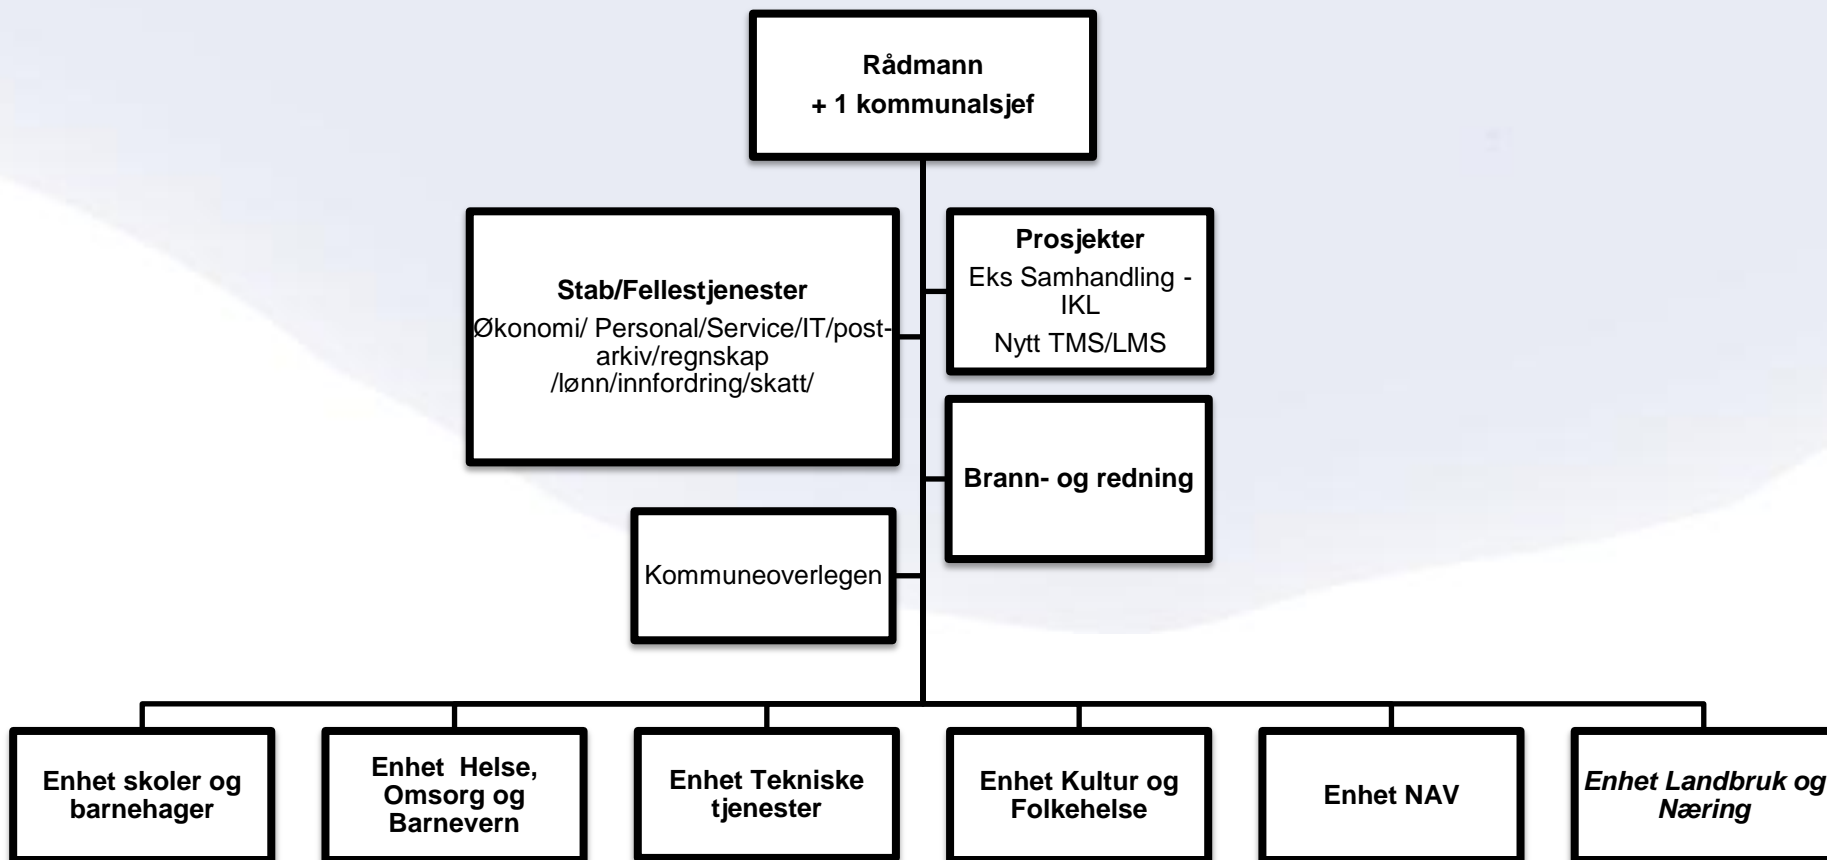 Rådmann
+ 1 kommunalsjef
Stab/Fellestjenester
Økonomi/ Personal/Service/IT/post-
arkiv/regnskap
/lønn/innfordring/skatt/
Prosjekter
Eks Samhandling -
IKL
Nytt TMS/LMS
Brann- og redning
Kommuneoverlegen
Enhet skoler og
barnehager
Enhet  Helse,
Omsorg og
Barnevern
Enhet Tekniske
tjenester
Enhet Kultur og
Folkehelse
Enhet NAV
Enhet Landbruk og
Næring